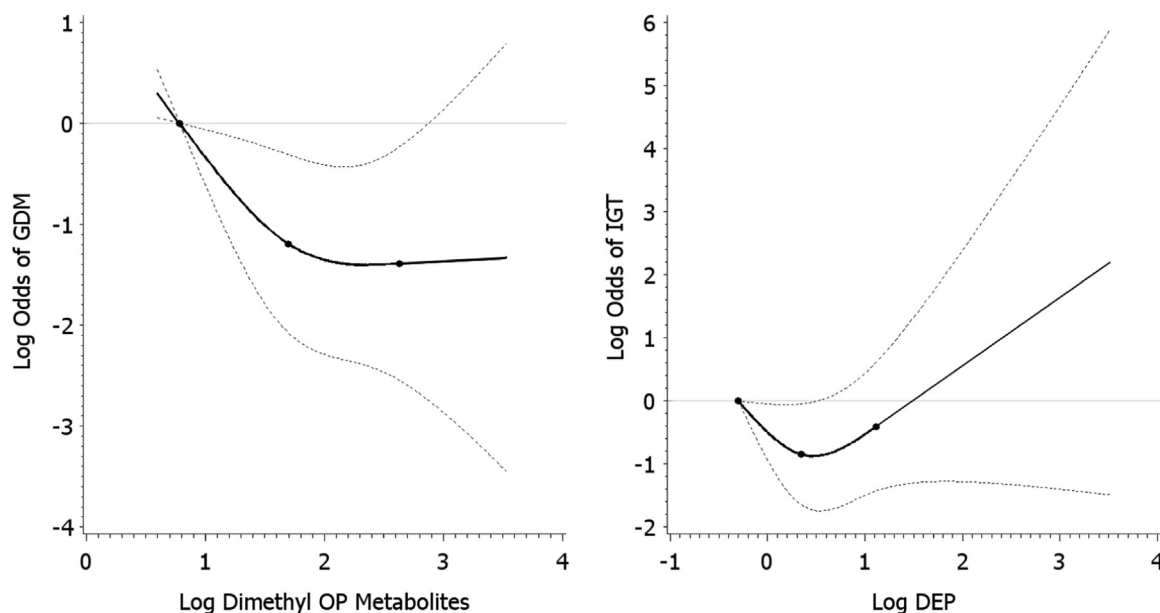 1
0
-1
-2
-3
-4
Log Odds of GDM
0 1 2 3 4
Log Dimethyl OP Metabolites
6
5
4
3
2
1
0
-1
-2
Log Odds of IGT
-1 0 1 2 3 4
Log DEP